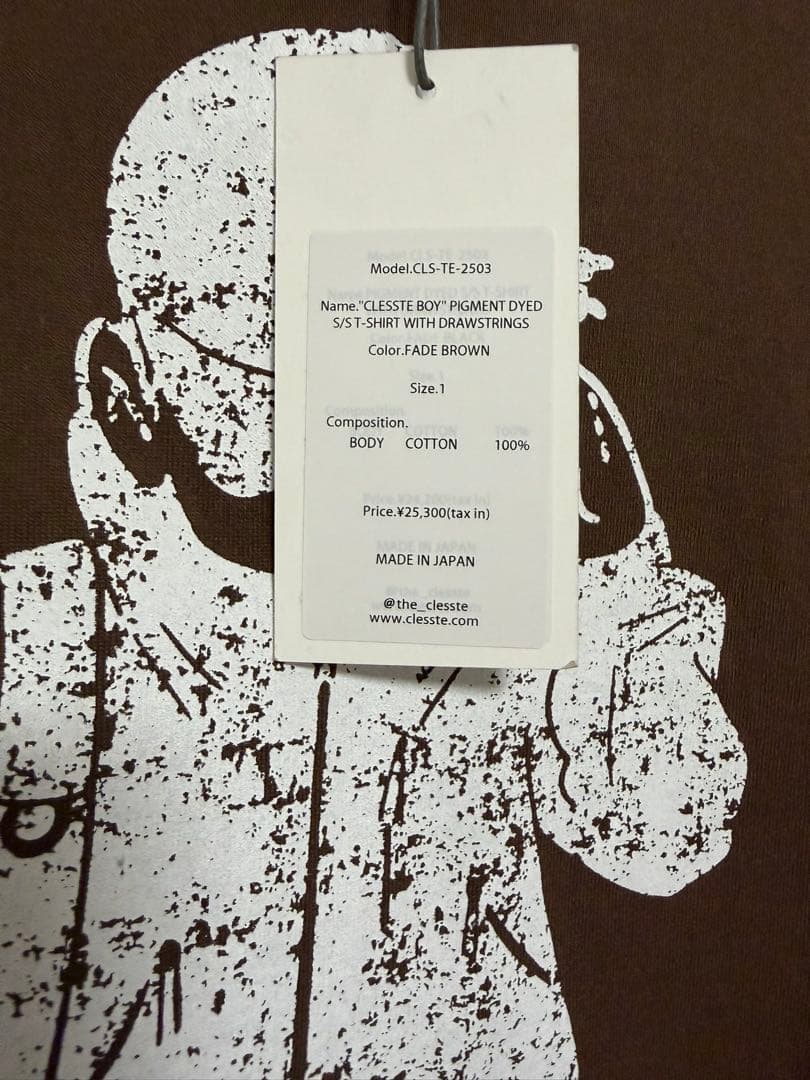 Model.CLS-TE-2503
Name."CLESSTE BOY" PIGMENT DYED
S/S T-SHIRT WITH DRAWSTRINGS
Color.FADE BROWN
Size.1
Composition.
BODY COTTON 100%
Price.¥25,300(tax in)
MADE IN JAPAN
@the_clesste
www.clesste.com